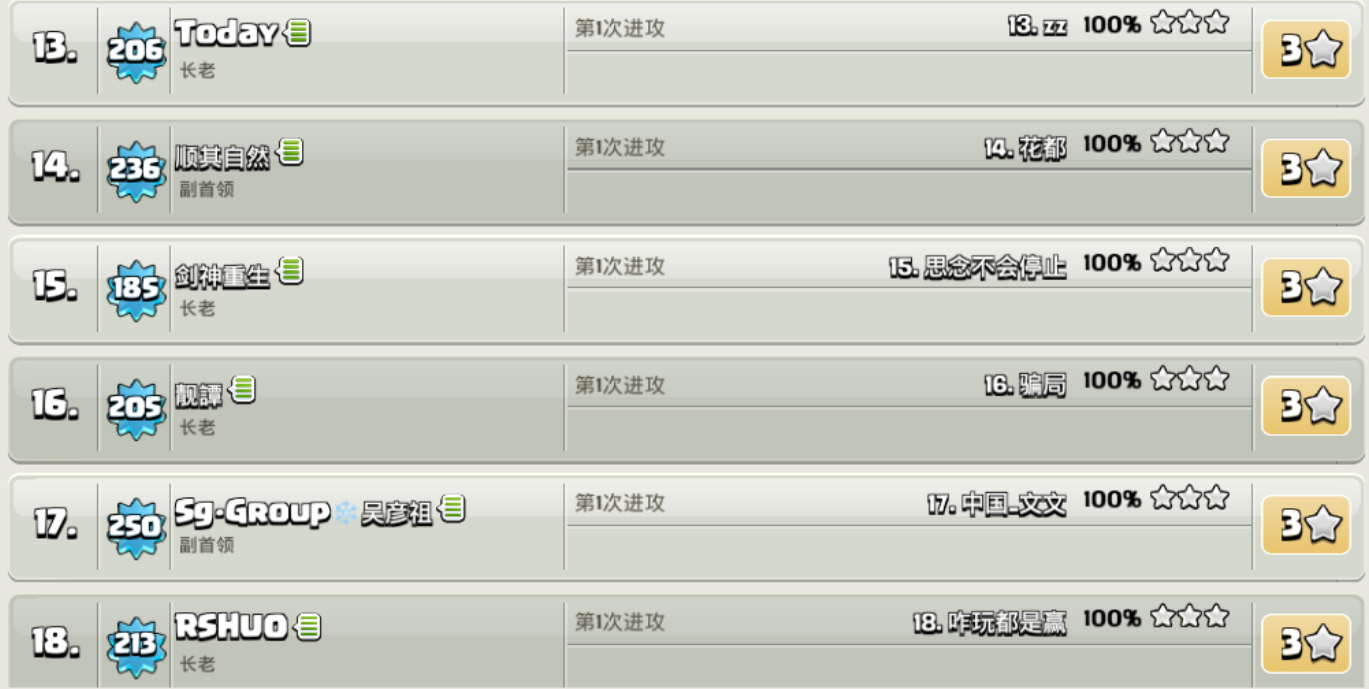 13. 206 Today 第1次进攻 13. zz 100% 3
长老
14. 236 顺其自然 第1次进攻 14. 花都 100% 3
副首领
15. 185 剑神重生 第1次进攻 15. 思念不会停止 100% 3
长老
16. 205 靓譚 第1次进攻 16. 骗局 100% 3
长老
17. 250 Sg·Group❄️吴彦祖 第1次进攻 17. 中国_文文 100% 3
副首领
18. 213 RSHUO 第1次进攻 18. 咋玩都是赢 100% 3
长老